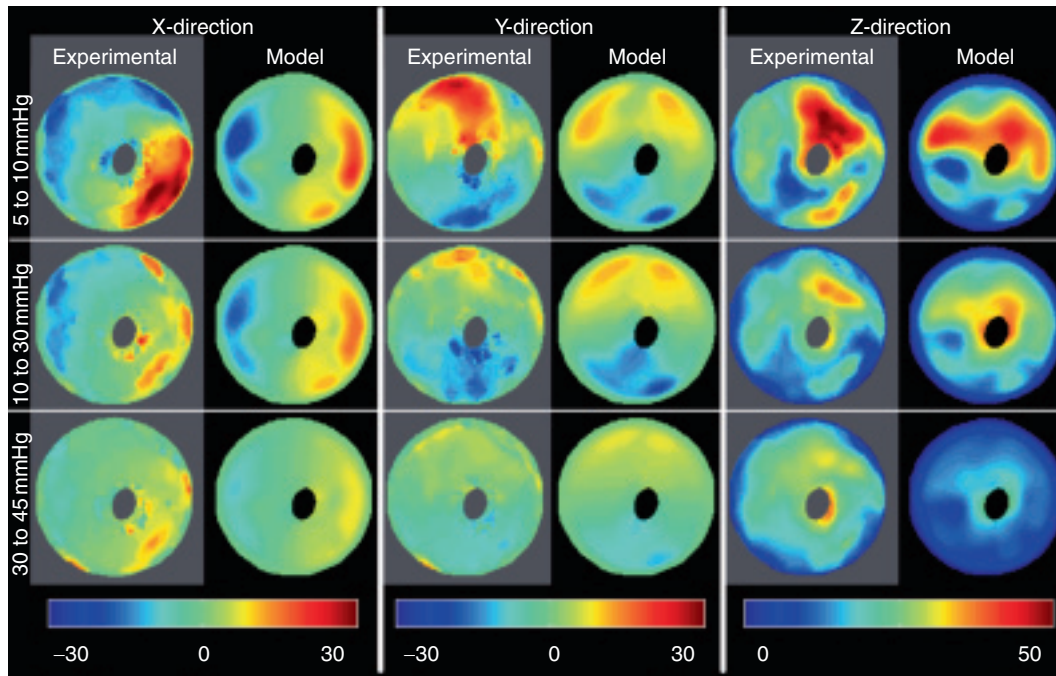 X-direction Y-direction Z-direction
Experimental Model Experimental Model Experimental Model
5 to 10 mmHg
10 to 30 mmHg
30 to 45 mmHg
−30 0 30 −30 0 30 0 50